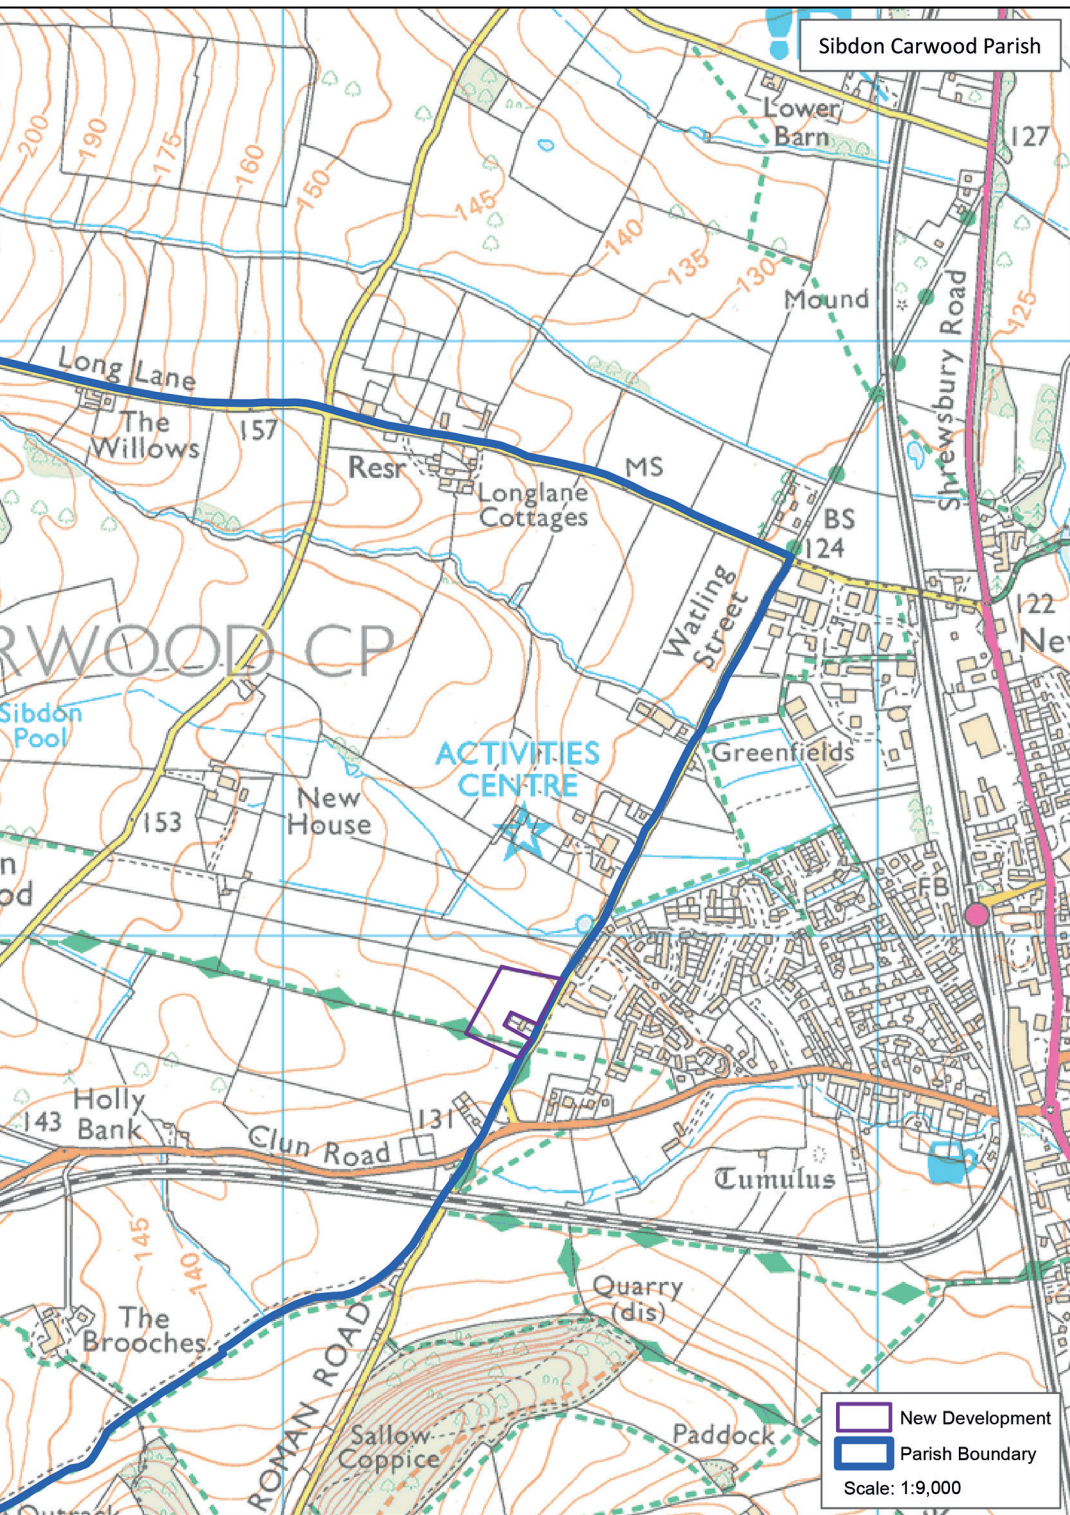 Sibdon Carwood Parish
Lower
Barn
127
200
190
175
160
150
145
140
135
130
Mound
125
Shrewsbury Road
Long Lane
The
Willows
157
Resr
MS
Longlane
Cottages
BS
124
Watling
Street
122
Ne
RWOOD CP
Sibdon
Pool
ACTIVITIES
CENTRE
Greenfields
New
House
153
n
od
FB
Holly
Bank
143
131
Clun Road
Tumulus
145
140
The
Brooches
Quarry
(dis)
ROMAN ROAD
Sallow
Coppice
Paddock
New Development
Parish Boundary
Scale: 1:9,000